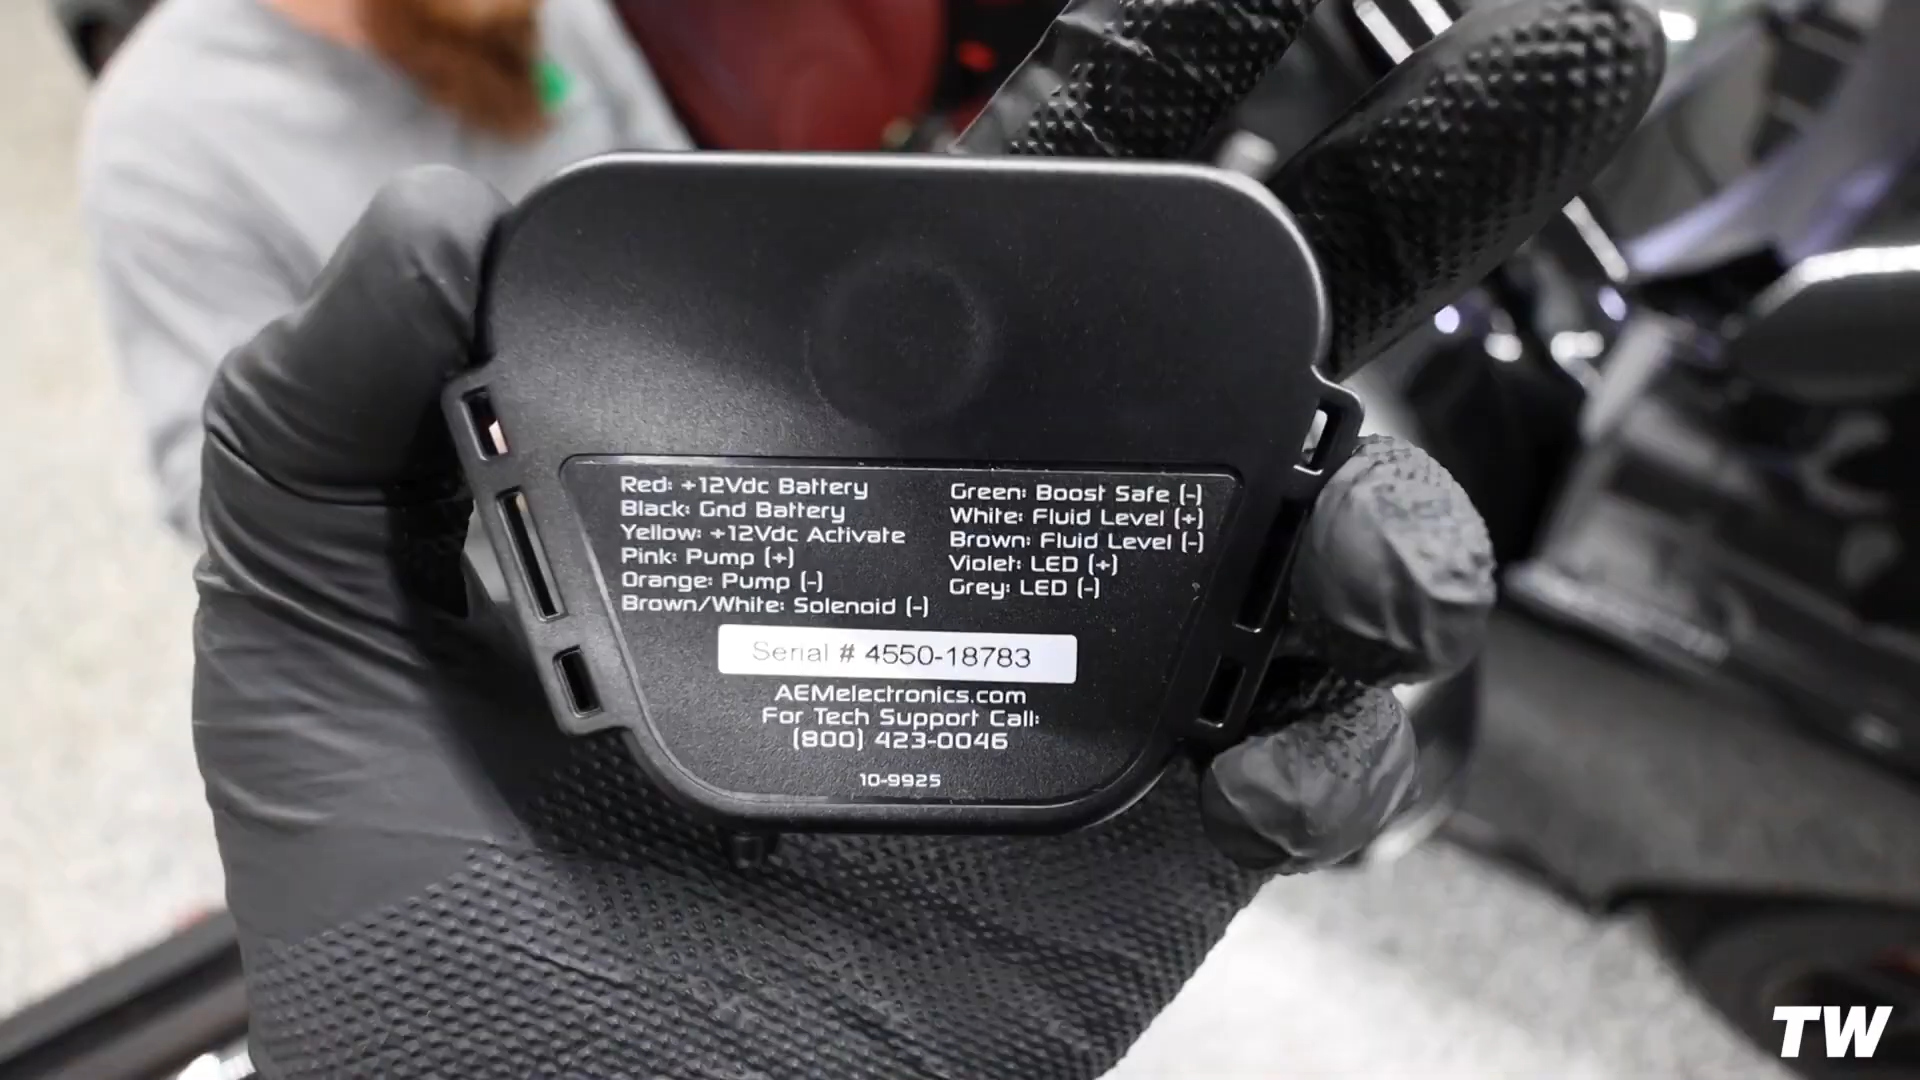 Red: +12Vdc Battery
Black: Gnd Battery
Yellow: +12Vdc Activate
Pink: Pump (+)
Orange: Pump (-)
Brown/White: Solenoid (-)
Green: Boost Safe (-)
White: Fluid Level (+)
Brown: Fluid Level (-)
Violet: LED (+)
Grey: LED (-)
Serial # 4550-18783
AEMelectronics.com
For Tech Support Call:
(800) 423-0046
10-9925
TW